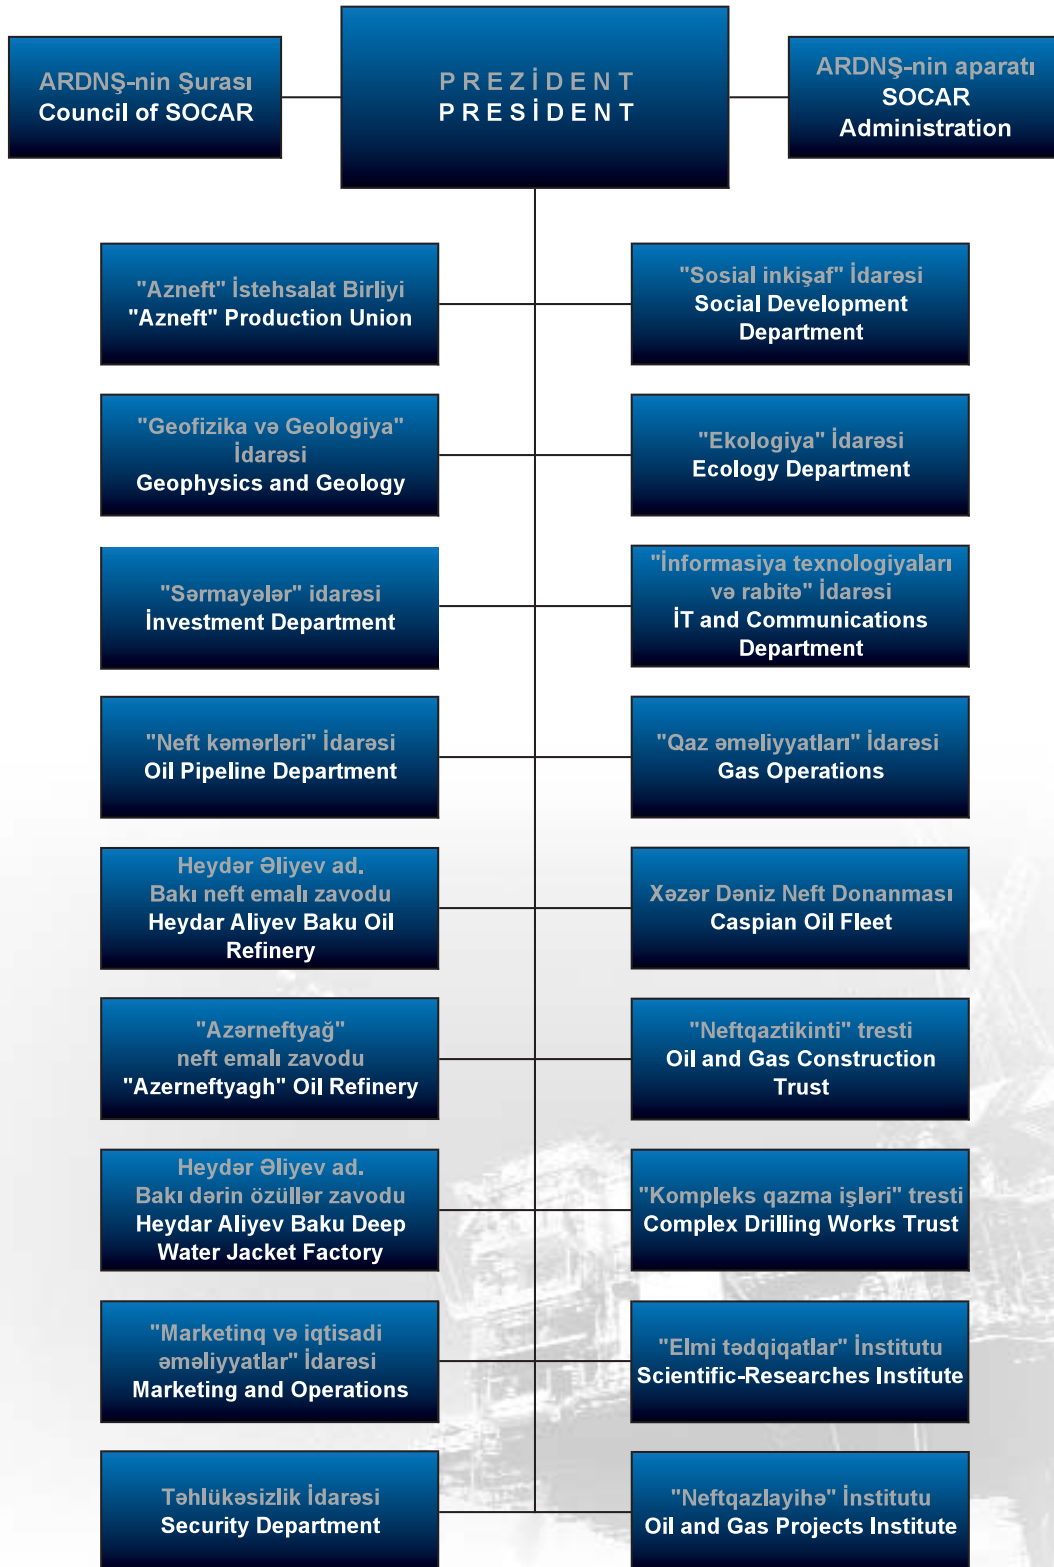 ARDNŞ-nin Şurası
Council of SOCAR
PREZİDENT
PRESİDENT
ARDNŞ-nin aparatı
SOCAR
Administration
"Azneft" İstehsalat Birliyi
"Azneft" Production Union
"Sosial inkişaf" İdarəsi
Social Development
Department
"Geofizika və Geologiya"
İdarəsi
Geophysics and Geology
"Ekologiya" İdarəsi
Ecology Department
"Sərmayələr" idarəsi
İnvestment Department
"İnformasiya texnologiyaları
və rabitə" İdarəsi
İT and Communications
Department
"Neft kəmərləri" İdarəsi
Oil Pipeline Department
"Qaz əməliyyatları" İdarəsi
Gas Operations
Heydər Əliyev ad.
Bakı neft emalı zavodu
Heydar Aliyev Baku Oil
Refinery
Xəzər Dəniz Neft Donanması
Caspian Oil Fleet
"Azərneftyağ"
neft emalı zavodu
"Azerneftyagh" Oil Refinery
"Neftqaztikinti" tresti
Oil and Gas Construction
Trust
Heydər Əliyev ad.
Bakı dərin özüllər zavodu
Heydar Aliyev Baku Deep
Water Jacket Factory
"Kompleks qazma işləri" tresti
Complex Drilling Works Trust
"Marketinq və iqtisadi
əməliyyatlar" İdarəsi
Marketing and Operations
"Elmi tədqiqatlar" İnstitutu
Scientific-Researches Institute
Təhlükəsizlik İdarəsi
Security Department
"Neftqazlayihə" İnstitutu
Oil and Gas Projects Institute